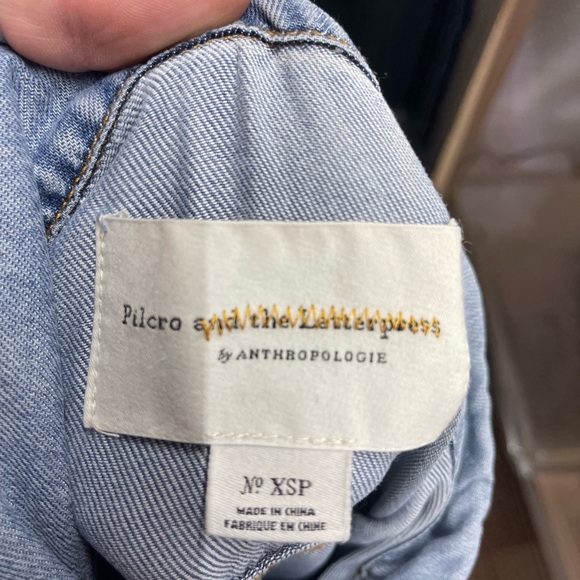 Pilcro and the Letterpress
by ANTHROPOLOGIE
Nº XSP
MADE IN CHINA
FABRIQUE EN CHINE